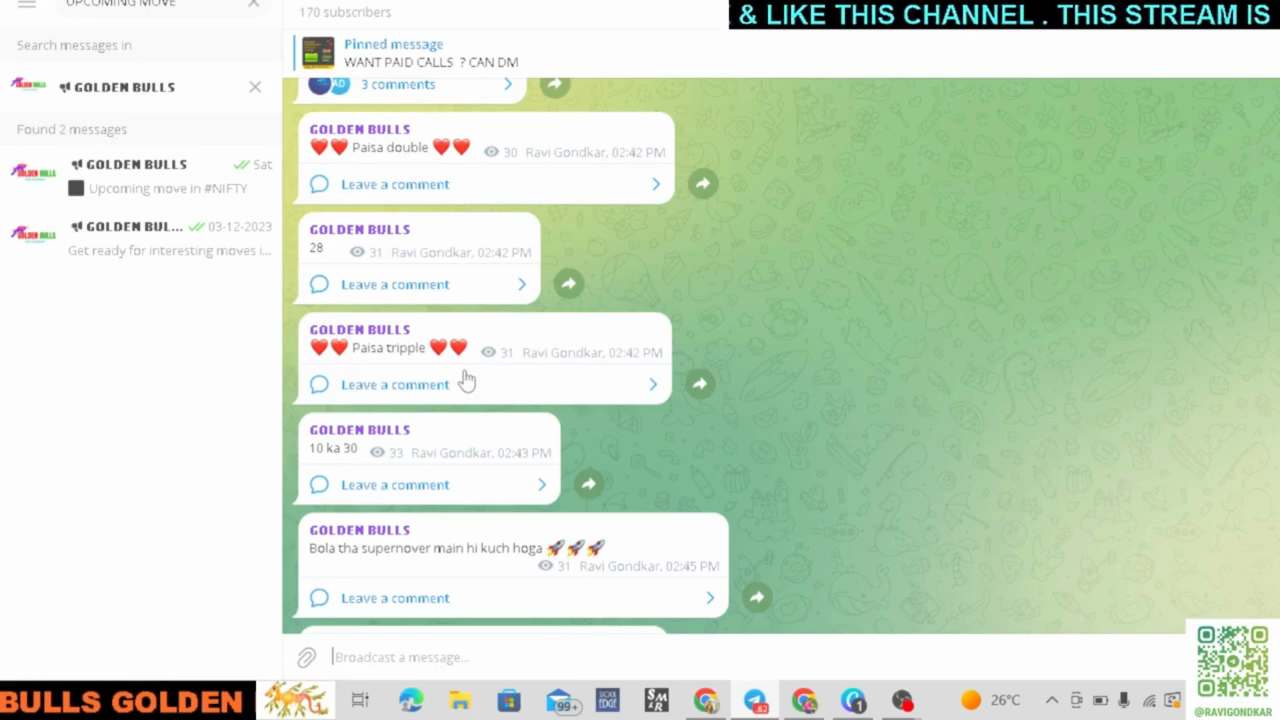 UPCOMING MOVE
Search messages in
GOLDEN BULLS
Found 2 messages
GOLDEN BULLS Sat
Upcoming move in #NIFTY
GOLDEN BUL... 03-12-2023
Get ready for interesting moves i...
170 subscribers
& LIKE THIS CHANNEL . THIS STREAM IS
Pinned message
WANT PAID CALLS ? CAN DM
AD 3 comments
GOLDEN BULLS
❤️❤️ Paisa double ❤️❤️ 30 Ravi Gondkar, 02:42 PM
Leave a comment
GOLDEN BULLS
28 31 Ravi Gondkar, 02:42 PM
Leave a comment
GOLDEN BULLS
❤️❤️ Paisa tripple ❤️❤️ 31 Ravi Gondkar, 02:42 PM
Leave a comment
GOLDEN BULLS
10 ka 30 33 Ravi Gondkar, 02:43 PM
Leave a comment
GOLDEN BULLS
Bola tha supernover main hi kuch hoga 🚀🚀🚀
31 Ravi Gondkar, 02:45 PM
Leave a comment
Broadcast a message...
BULLS GOLDEN
99+
26°C
@RAVIGONDKAR